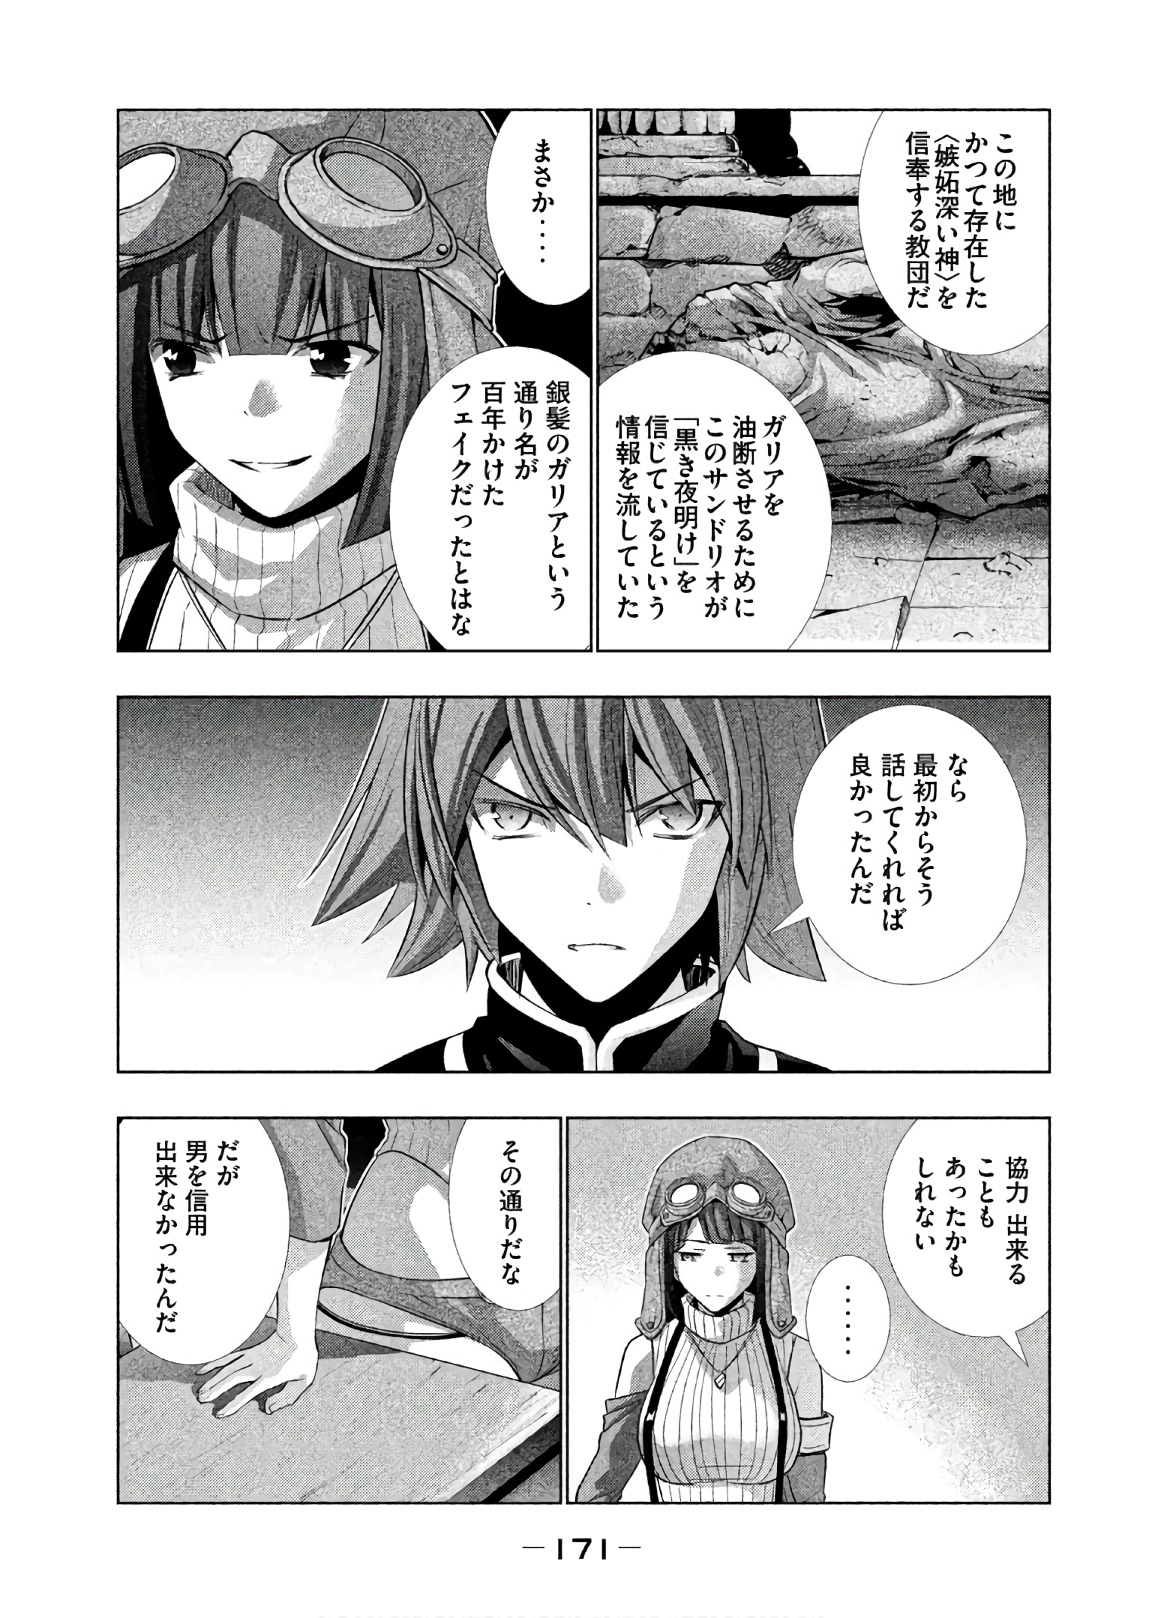 この地に
かつて存在した
〈嫉妬深い神〉を
信奉する教団だ
ガリアを
油断させるために
このサンドリオが
「黒き夜明け」を
信じているという
情報を流していた
まさか‥‥
銀髪のガリアという
通り名が
百年かけた
フェイクだったとはな
なら
最初からそう
話してくれれば
良かったんだ
協力 出来る
ことも
あったかも
しれない
‥‥‥
その通りだな
だが
男を信用
出来なかったんだ
―171―